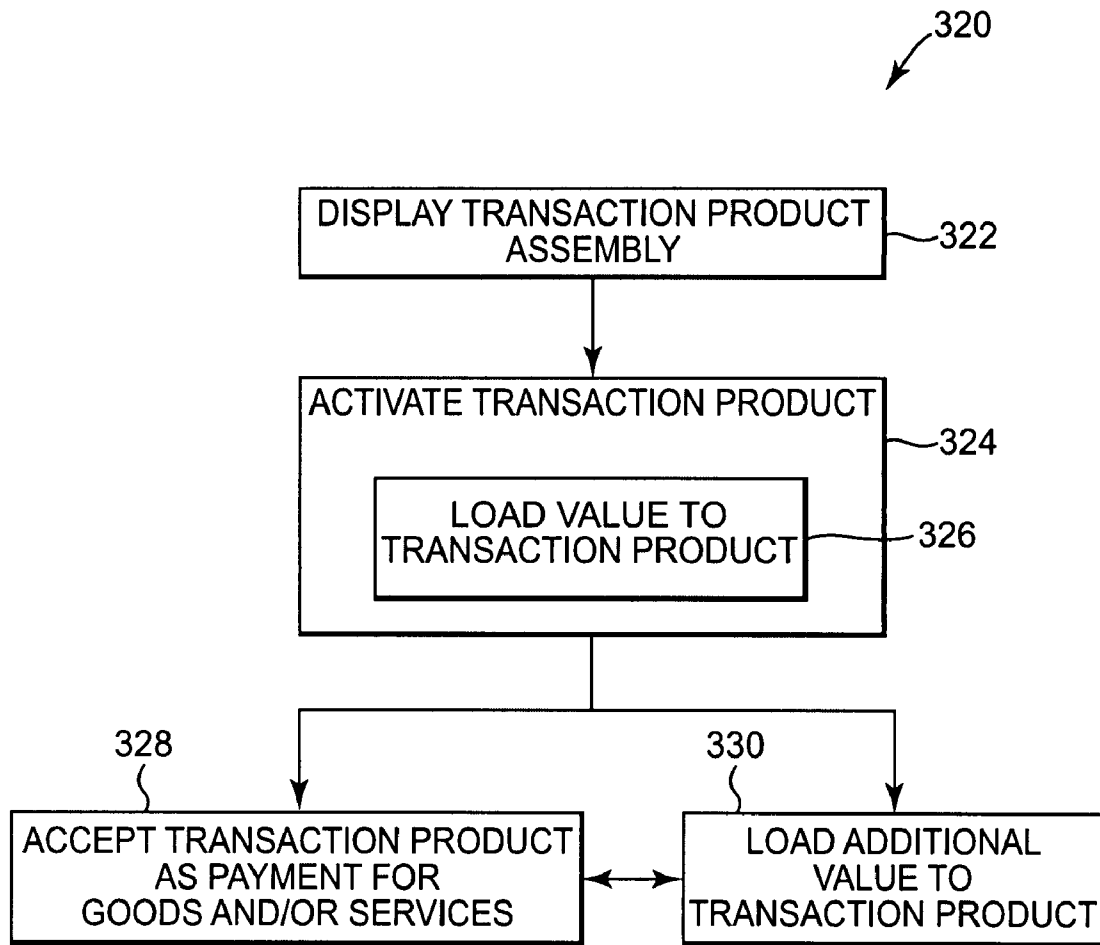 320
DISPLAY TRANSACTION PRODUCT
ASSEMBLY
322
ACTIVATE TRANSACTION PRODUCT
324
LOAD VALUE TO
TRANSACTION PRODUCT
326
328
330
ACCEPT TRANSACTION PRODUCT
AS PAYMENT FOR
GOODS AND/OR SERVICES
LOAD ADDITIONAL
VALUE TO
TRANSACTION PRODUCT